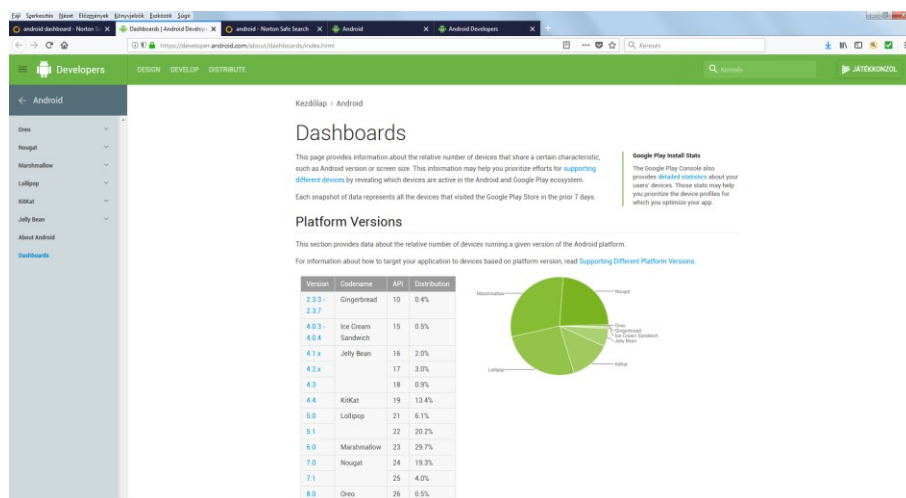 Fájl Szerkesztés Nézet Előzmények Könyvjelzők Eszközök Súgó
android dashboard - Norton S
Dashboards | Android Develop
android - Norton Safe Search
Android
Android Developers
https://developer.android.com/about/dashboards/index.html
Keresés
Developers
DESIGN DEVELOP DISTRIBUTE
Keresés
JÁTÉKKONZOL
Android
Oreo
Nougat
Marshmallow
Lollipop
KitKat
Jelly Bean
About Android
Dashboards
Kezdőlap > Android
Dashboards
This page provides information about the relative number of devices that share a certain characteristic,
such as Android version or screen size. This information may help you prioritize efforts for supporting
different devices by revealing which devices are active in the Android and Google Play ecosystem.
Each snapshot of data represents all the devices that visited the Google Play Store in the prior 7 days.
Google Play Install Stats
The Google Play Console also
provides detailed statistics about your
users' devices. Those stats may help
you prioritize the device profiles for
which you optimize your app.
Platform Versions
This section provides data about the relative number of devices running a given version of the Android platform.
For information about how to target your application to devices based on platform version, read Supporting Different Platform Versions.
Version Codename API Distribution
2.3.3 - Gingerbread 10 0.4%
2.3.7
4.0.3 - Ice Cream 15 0.5%
4.0.4 Sandwich
4.1.x Jelly Bean 16 2.0%
4.2.x 17 3.0%
4.3 18 0.9%
4.4 KitKat 19 13.4%
5.0 Lollipop 21 6.1%
5.1 22 20.2%
6.0 Marshmallow 23 29.7%
7.0 Nougat 24 19.3%
7.1 25 4.0%
8.0 Oreo 26 0.5%
Marshmallow
Nougat
Oreo
Gingerbread
Ice Cream Sandwich
Jelly Bean
KitKat
Lollipop